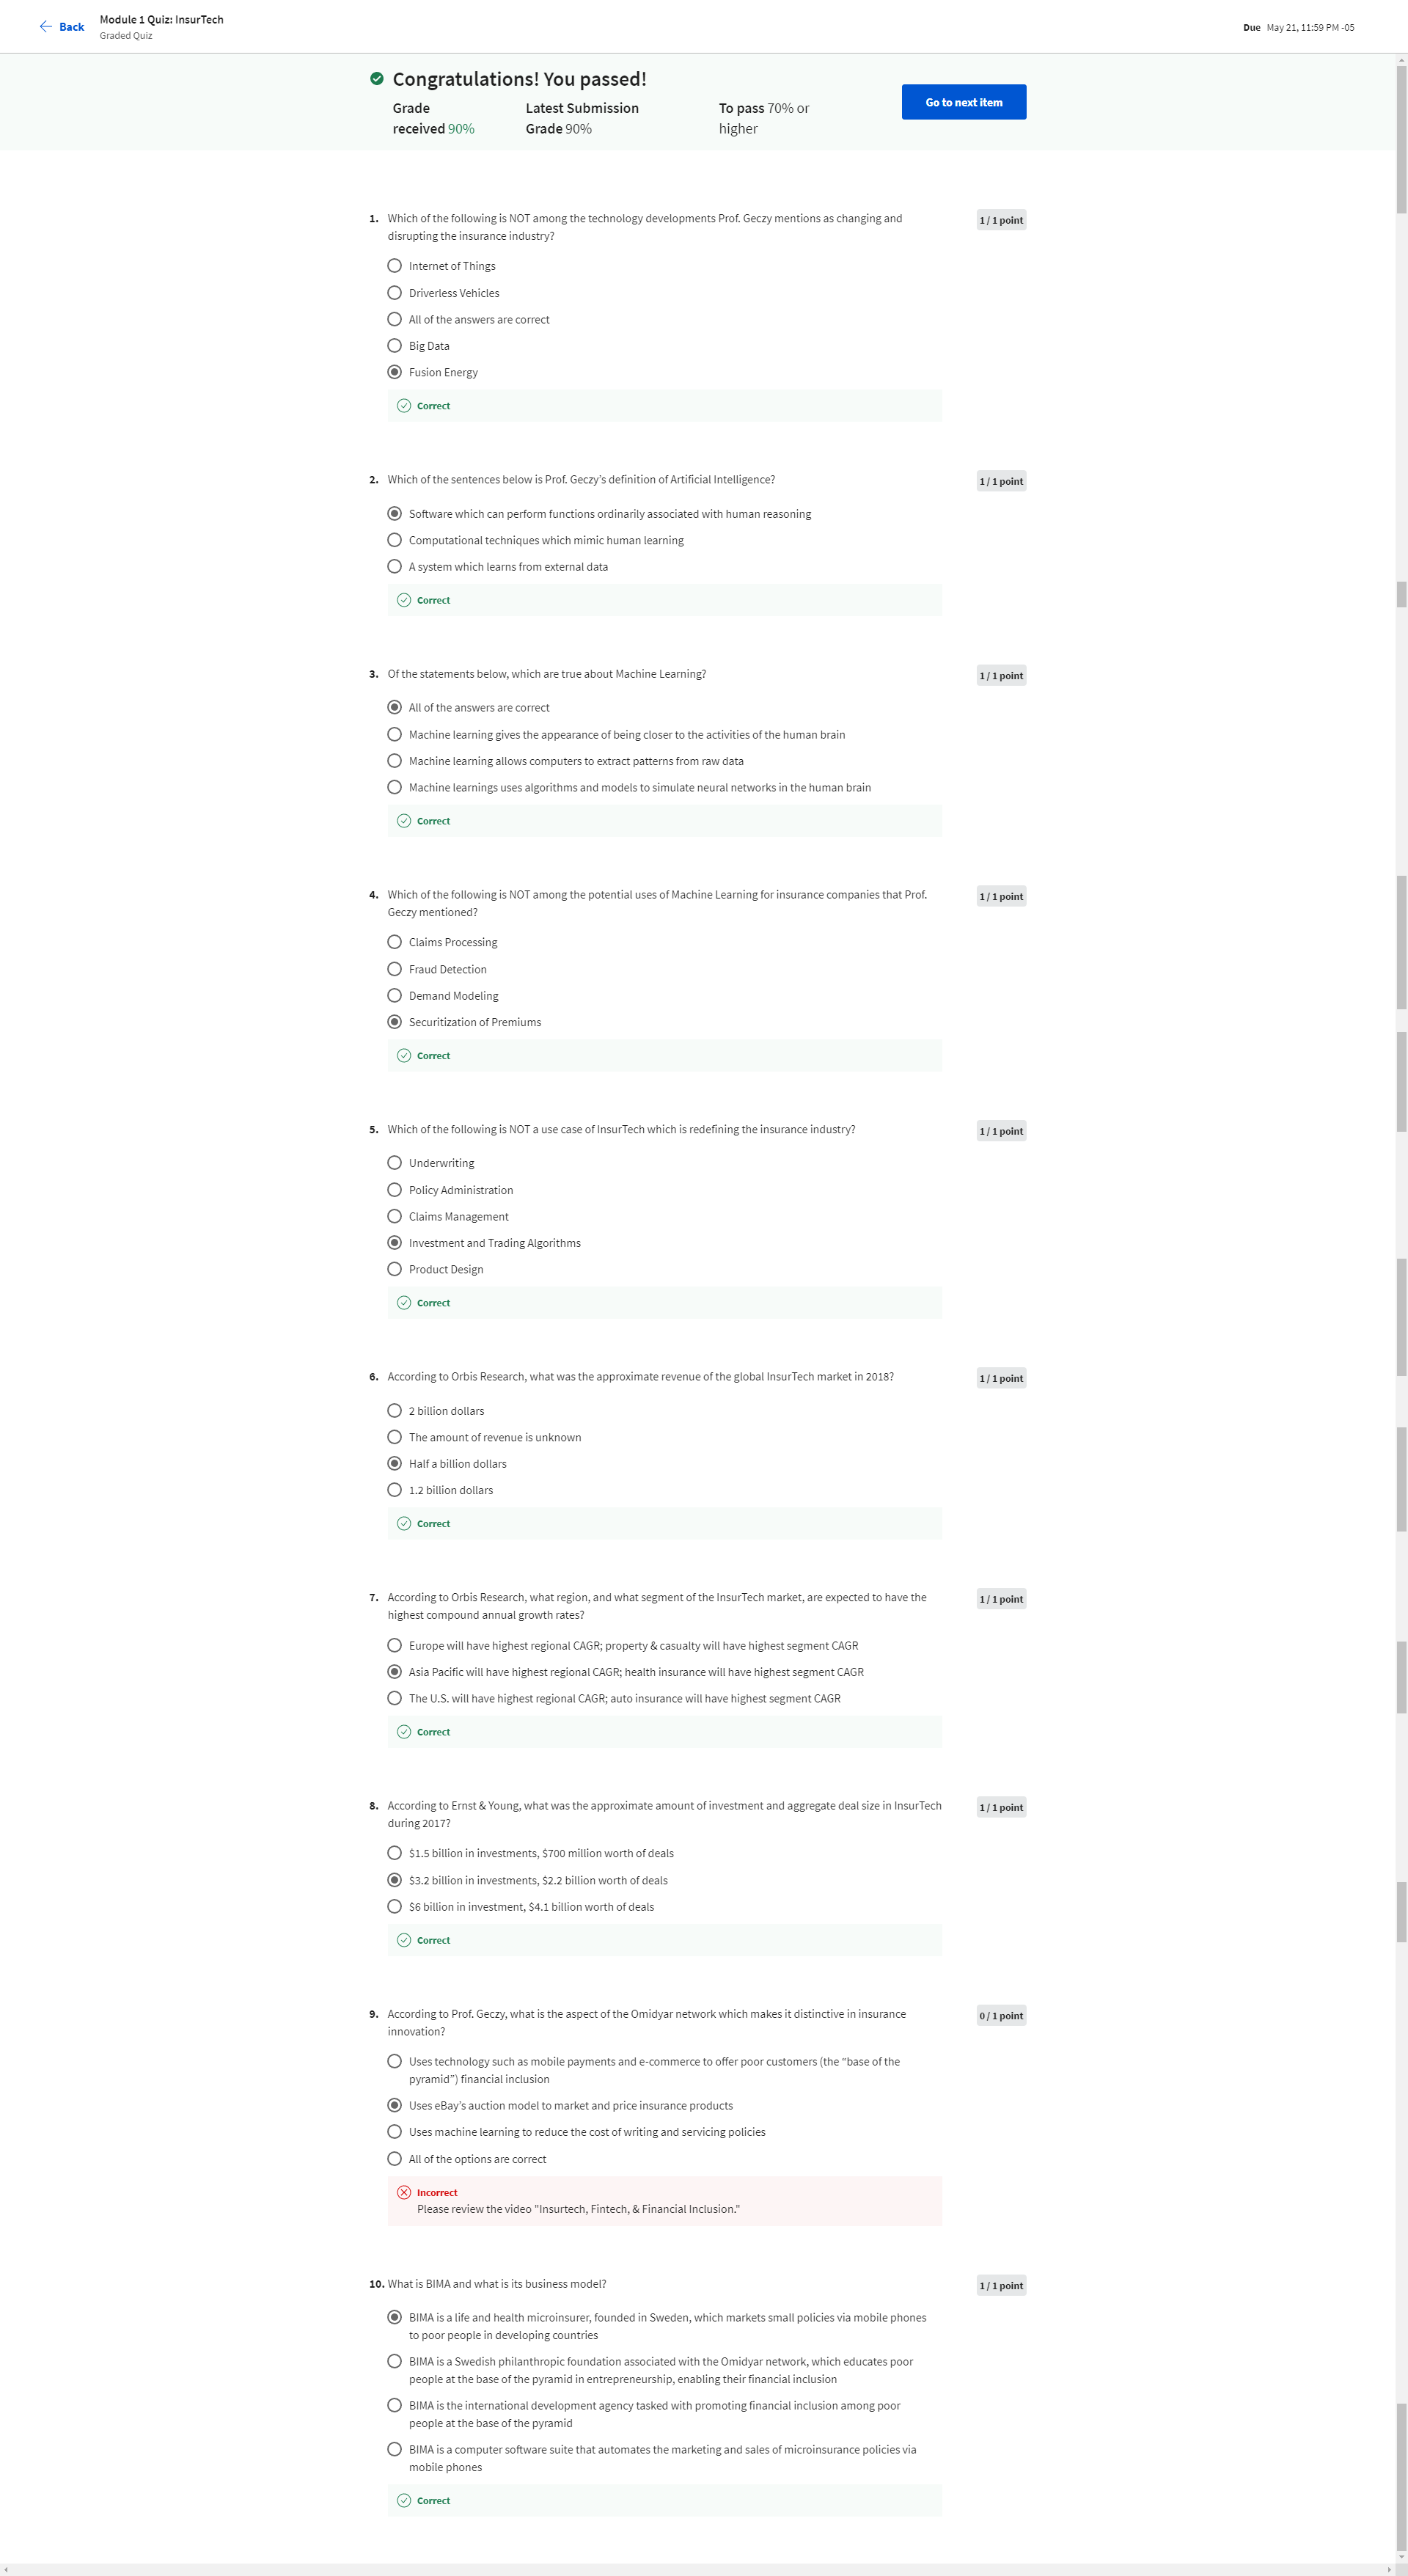 Back
Module 1 Quiz: InsurTech
Graded Quiz
Due May 21, 11:59 PM -05
Congratulations! You passed!
Grade received 90%
Latest Submission Grade 90%
To pass 70% or higher
Go to next item
1. Which of the following is NOT among the technology developments Prof. Geczy mentions as changing and
disrupting the insurance industry?
1 / 1 point
Internet of Things
Driverless Vehicles
All of the answers are correct
Big Data
Fusion Energy
Correct
2. Which of the sentences below is Prof. Geczy's definition of Artificial Intelligence?
1 / 1 point
Software which can perform functions ordinarily associated with human reasoning
Computational techniques which mimic human learning
A system which learns from external data
Correct
3. Of the statements below, which are true about Machine Learning?
1 / 1 point
All of the answers are correct
Machine learning gives the appearance of being closer to the activities of the human brain
Machine learning allows computers to extract patterns from raw data
Machine learnings uses algorithms and models to simulate neural networks in the human brain
Correct
4. Which of the following is NOT among the potential uses of Machine Learning for insurance companies that Prof.
Geczy mentioned?
1 / 1 point
Claims Processing
Fraud Detection
Demand Modeling
Securitization of Premiums
Correct
5. Which of the following is NOT a use case of InsurTech which is redefining the insurance industry?
1 / 1 point
Underwriting
Policy Administration
Claims Management
Investment and Trading Algorithms
Product Design
Correct
6. According to Orbis Research, what was the approximate revenue of the global InsurTech market in 2018?
1 / 1 point
2 billion dollars
The amount of revenue is unknown
Half a billion dollars
1.2 billion dollars
Correct
7. According to Orbis Research, what region, and what segment of the InsurTech market, are expected to have the
highest compound annual growth rates?
1 / 1 point
Europe will have highest regional CAGR; property & casualty will have highest segment CAGR
Asia Pacific will have highest regional CAGR; health insurance will have highest segment CAGR
The U.S. will have highest regional CAGR; auto insurance will have highest segment CAGR
Correct
8. According to Ernst & Young, what was the approximate amount of investment and aggregate deal size in InsurTech
during 2017?
1 / 1 point
$1.5 billion in investments, $700 million worth of deals
$3.2 billion in investments, $2.2 billion worth of deals
$6 billion in investment, $4.1 billion worth of deals
Correct
9. According to Prof. Geczy, what is the aspect of the Omidyar network which makes it distinctive in insurance
innovation?
0 / 1 point
Uses technology such as mobile payments and e-commerce to offer poor customers (the “base of the
pyramid”) financial inclusion
Uses eBay's auction model to market and price insurance products
Uses machine learning to reduce the cost of writing and servicing policies
All of the options are correct
Incorrect
Please review the video "Insurtech, Fintech, & Financial Inclusion."
10. What is BIMA and what is its business model?
1 / 1 point
BIMA is a life and health microinsurer, founded in Sweden, which markets small policies via mobile phones
to poor people in developing countries
BIMA is a Swedish philanthropic foundation associated with the Omidyar network, which educates poor
people at the base of the pyramid in entrepreneurship, enabling their financial inclusion
BIMA is the international development agency tasked with promoting financial inclusion among poor
people at the base of the pyramid
BIMA is a computer software suite that automates the marketing and sales of microinsurance policies via
mobile phones
Correct